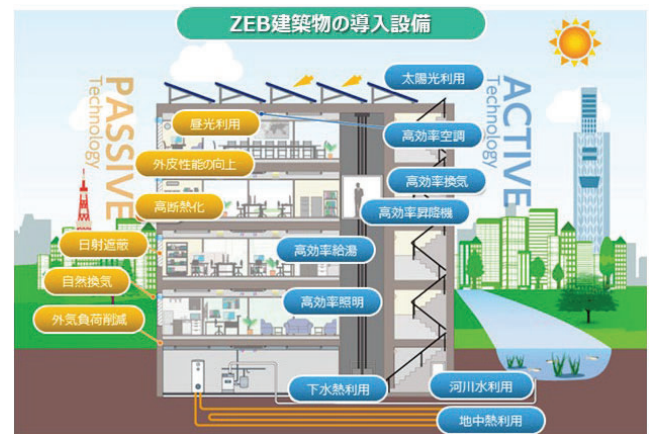 ZEB建築物の導入設備
PASSIVE
Technology
ACTIVE
Technology
太陽光利用
昼光利用
高効率空調
外皮性能の向上
高効率換気
高断熱化
高効率昇降機
日射遮蔽
高効率給湯
自然換気
高効率照明
外気負荷削減
下水熱利用
河川水利用
地中熱利用